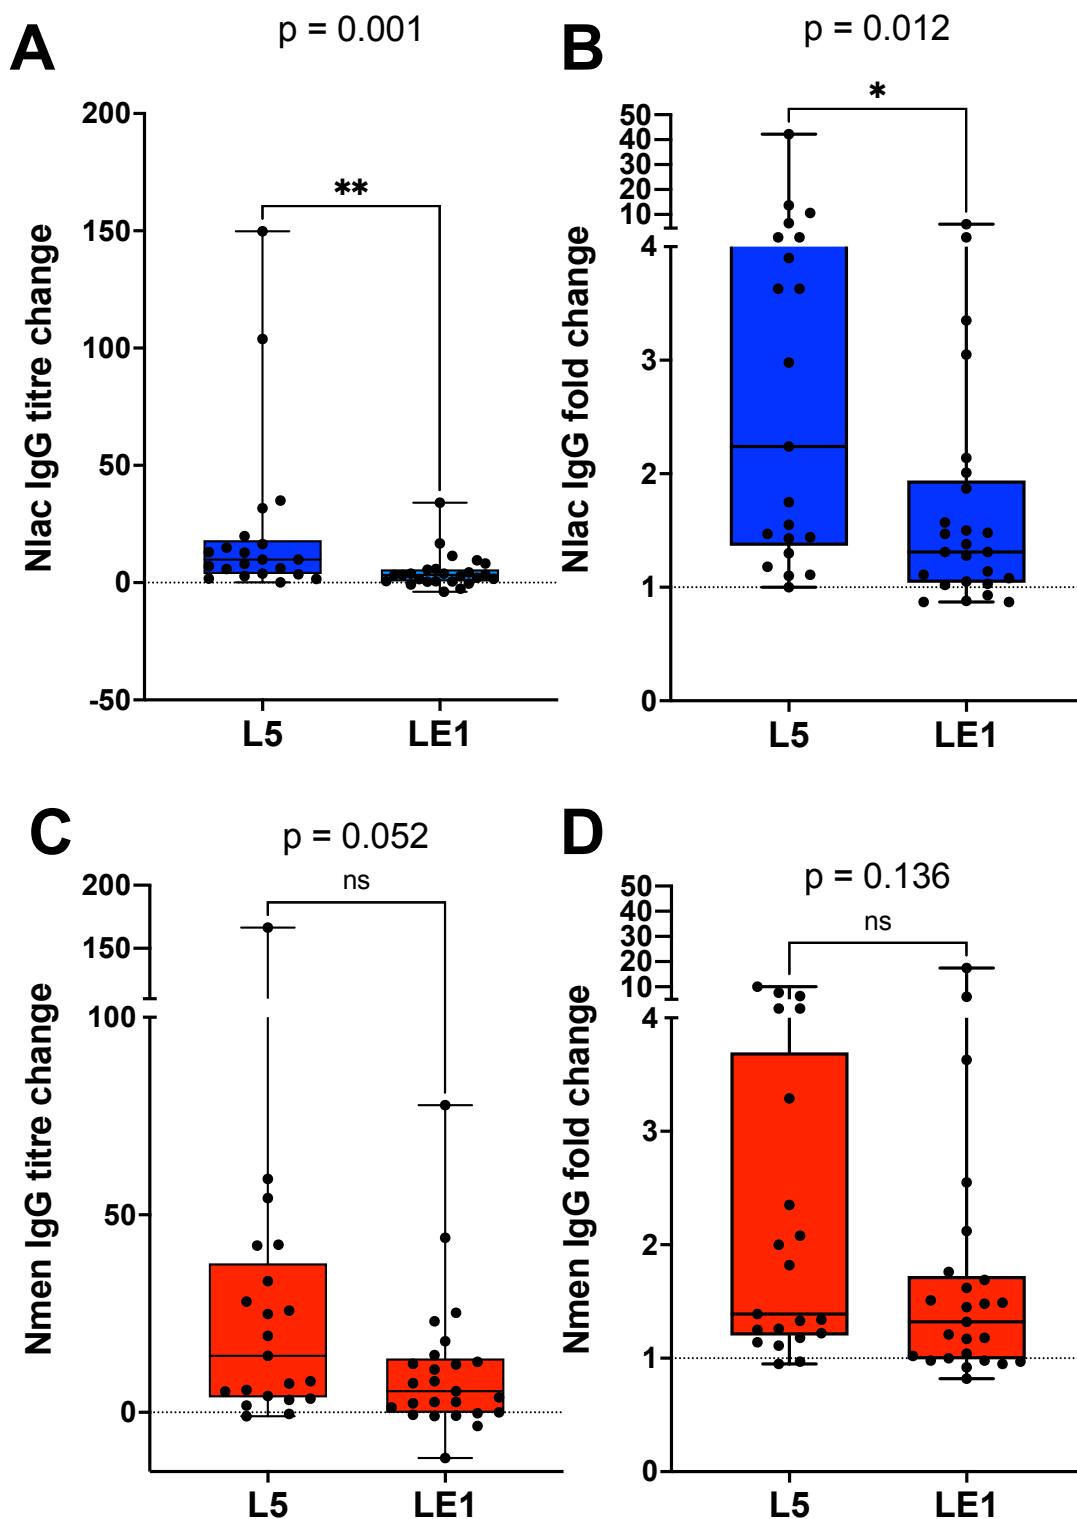 A
p = 0.001
Nlac IgG titre change
200
150
100
50
0
-50
**
L5
LE1
B
p = 0.012
Nlac IgG fold change
50
40
30
20
10
4
3
2
1
0
*
L5
LE1
C
p = 0.052
ns
Nmen IgG titre change
200
150
100
50
0
L5
LE1
D
p = 0.136
ns
Nmen IgG fold change
50
40
30
20
10
4
3
2
1
0
L5
LE1